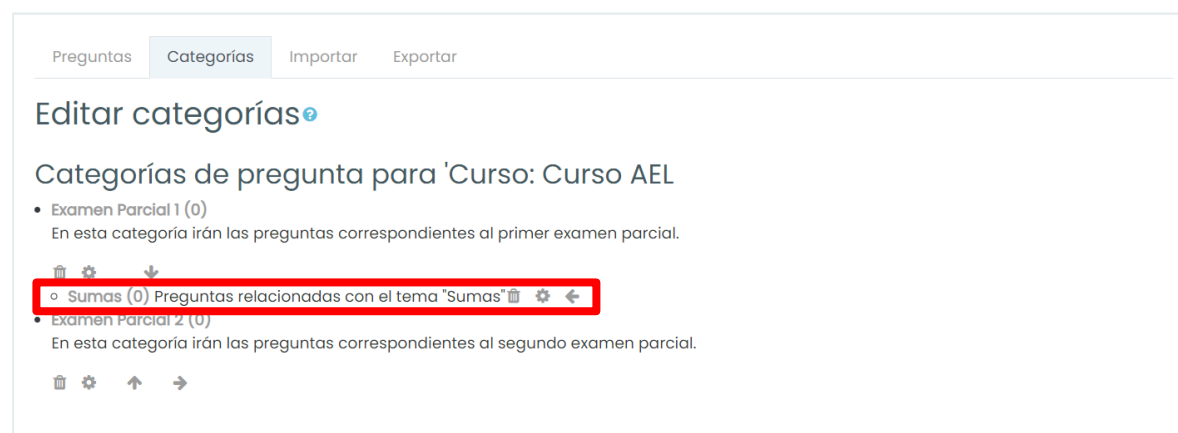 Preguntas Categorías Importar Exportar
Editar categorías
Categorías de pregunta para 'Curso: Curso AEL
Examen Parcial 1 (0)
En esta categoría irán las preguntas correspondientes al primer examen parcial.
Sumas (0) Preguntas relacionadas con el tema "Sumas"
Examen Parcial 2 (0)
En esta categoría irán las preguntas correspondientes al segundo examen parcial.